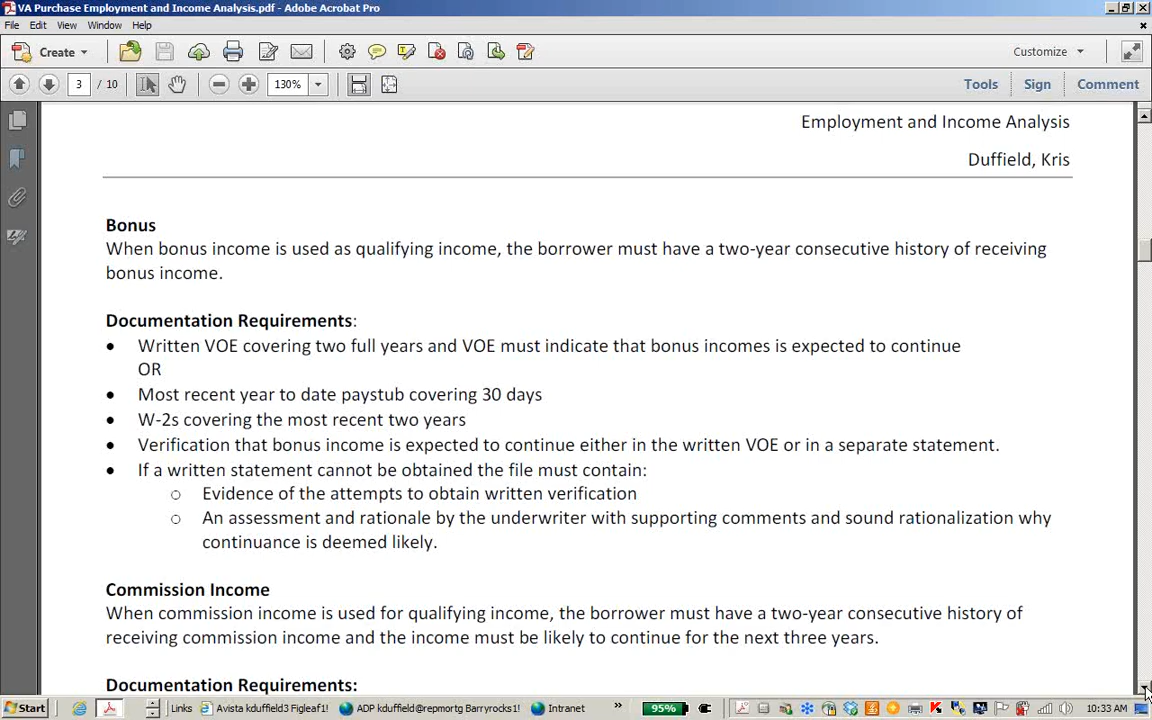 VA Purchase Employment and Income Analysis.pdf - Adobe Acrobat Pro
File Edit View Window Help
Create Customize
3 / 10 130% Tools Sign Comment
Employment and Income Analysis
Duffield, Kris
Bonus
When bonus income is used as qualifying income, the borrower must have a two-year consecutive history of receiving
bonus income.
Documentation Requirements:
• Written VOE covering two full years and VOE must indicate that bonus incomes is expected to continue
OR
• Most recent year to date paystub covering 30 days
• W-2s covering the most recent two years
• Verification that bonus income is expected to continue either in the written VOE or in a separate statement.
• If a written statement cannot be obtained the file must contain:
o Evidence of the attempts to obtain written verification
o An assessment and rationale by the underwriter with supporting comments and sound rationalization why
continuance is deemed likely.
Commission Income
When commission income is used for qualifying income, the borrower must have a two-year consecutive history of
receiving commission income and the income must be likely to continue for the next three years.
Documentation Requirements:
Start Links Avista kduffield3 Figleaf1! ADP kduffield@repmortg Barryrocks1! Intranet » 95% 10:33 AM